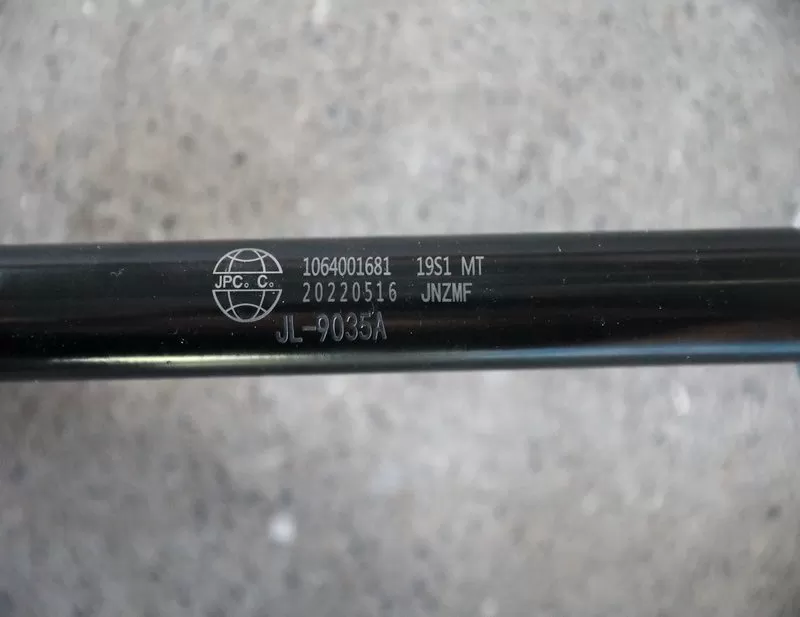 JPC. C.
1064001681 19S1 MT
20220516 JNZMF
JL-9035A